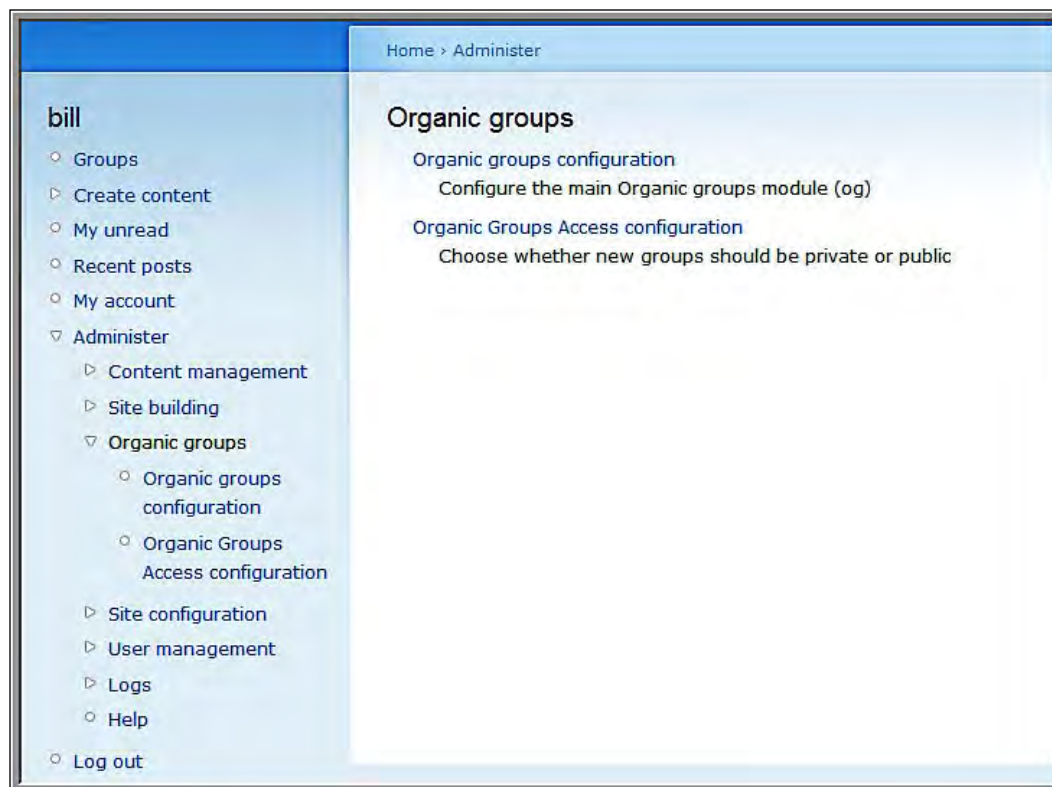 Home › Administer
bill
Groups
Create content
My unread
Recent posts
My account
Administer
Content management
Site building
Organic groups
Organic groups
configuration
Organic Groups
Access configuration
Site configuration
User management
Logs
Help
Log out
Organic groups
Organic groups configuration
Configure the main Organic groups module (og)
Organic Groups Access configuration
Choose whether new groups should be private or public